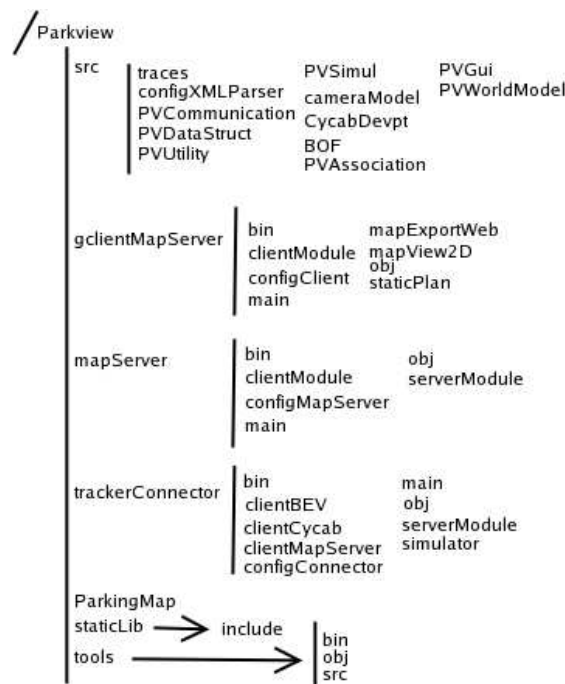 Parkview
src
traces PVSimul PVGui
configXMLParser cameraModel PVWorldModel
PVCommunication CycabDevpt
PVDataStruct BOF
PVUtility PVAssociation
gclientMapServer
bin mapExportWeb
clientModule mapView2D
configClient obj
main staticPlan
mapServer
bin obj
clientModule serverModule
configMapServer
main
trackerConnector
bin main
clientBEV obj
clientCycab serverModule
clientMapServer simulator
configConnector
ParkingMap
staticLib include
tools
bin
obj
src